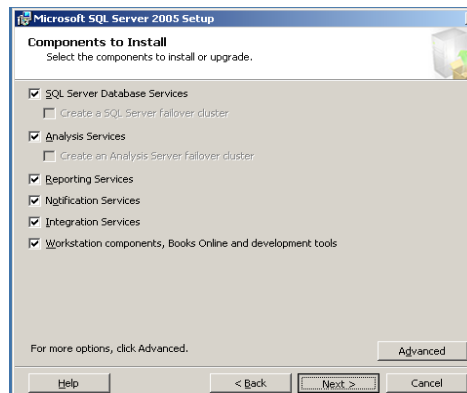 Microsoft SQL Server 2005 Setup
Components to Install
Select the components to install or upgrade.
SQL Server Database Services
Create a SQL Server failover cluster
Analysis Services
Create an Analysis Server failover cluster
Reporting Services
Notification Services
Integration Services
Workstation components, Books Online and development tools
For more options, click Advanced.
Advanced
Help
< Back
Next >
Cancel